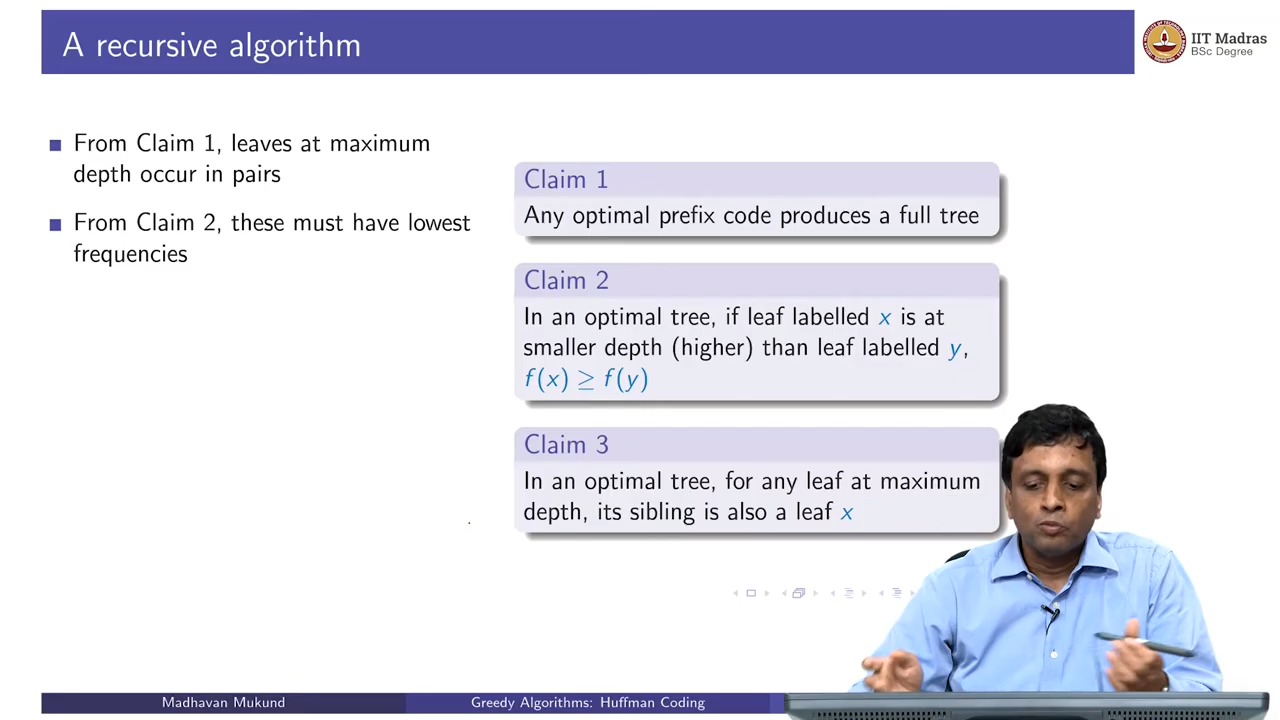 A recursive algorithm
IIT Madras
BSc Degree
From Claim 1, leaves at maximum
depth occur in pairs
From Claim 2, these must have lowest
frequencies
Claim 1
Any optimal prefix code produces a full tree
Claim 2
In an optimal tree, if leaf labelled x is at
smaller depth (higher) than leaf labelled y,
f(x) ≥ f(y)
Claim 3
In an optimal tree, for any leaf at maximum
depth, its sibling is also a leaf x
Madhavan Mukund
Greedy Algorithms: Huffman Coding